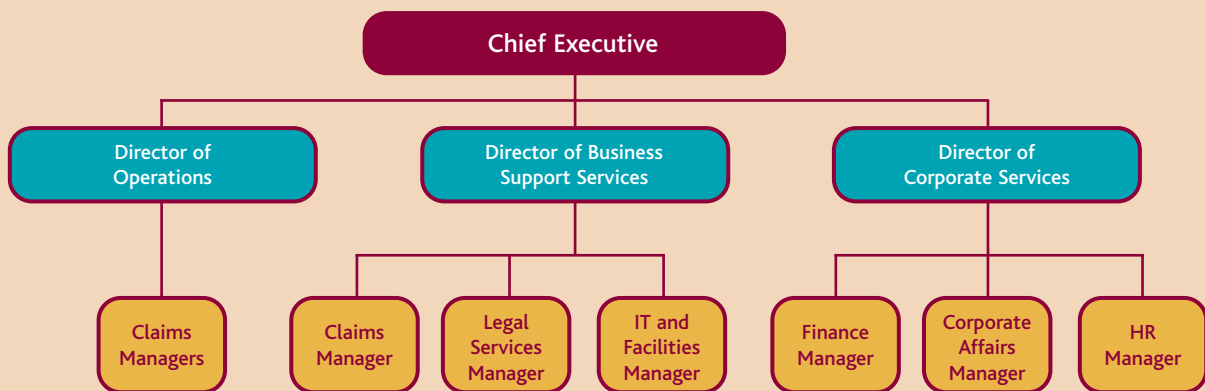 Chief Executive
Director of
Operations
Director of Business
Support Services
Director of
Corporate Services
Claims
Managers
Claims
Manager
Legal
Services
Manager
IT and
Facilities
Manager
Finance
Manager
Corporate
Affairs
Manager
HR
Manager